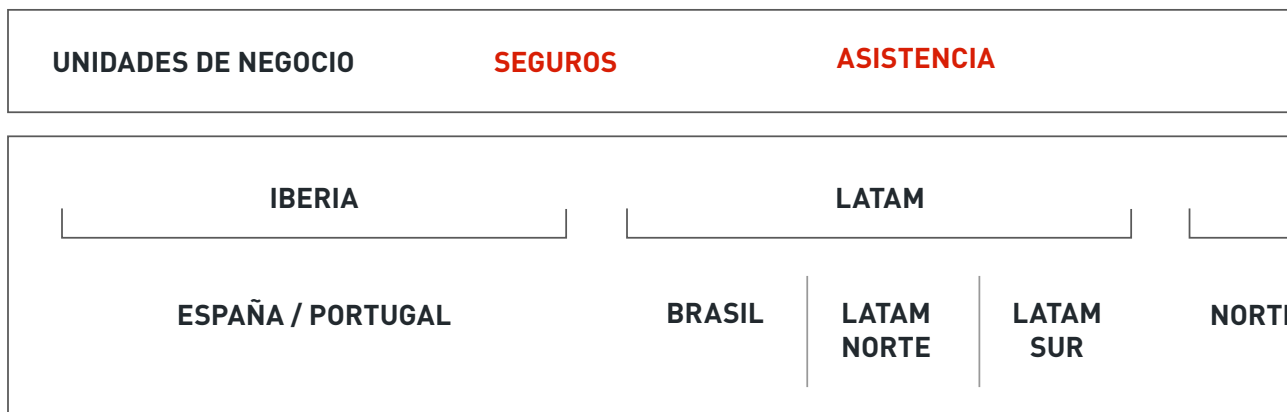 UNIDADES DE NEGOCIO SEGUROS ASISTENCIA
IBERIA LATAM
ESPAÑA / PORTUGAL BRASIL LATAM NORTE LATAM SUR